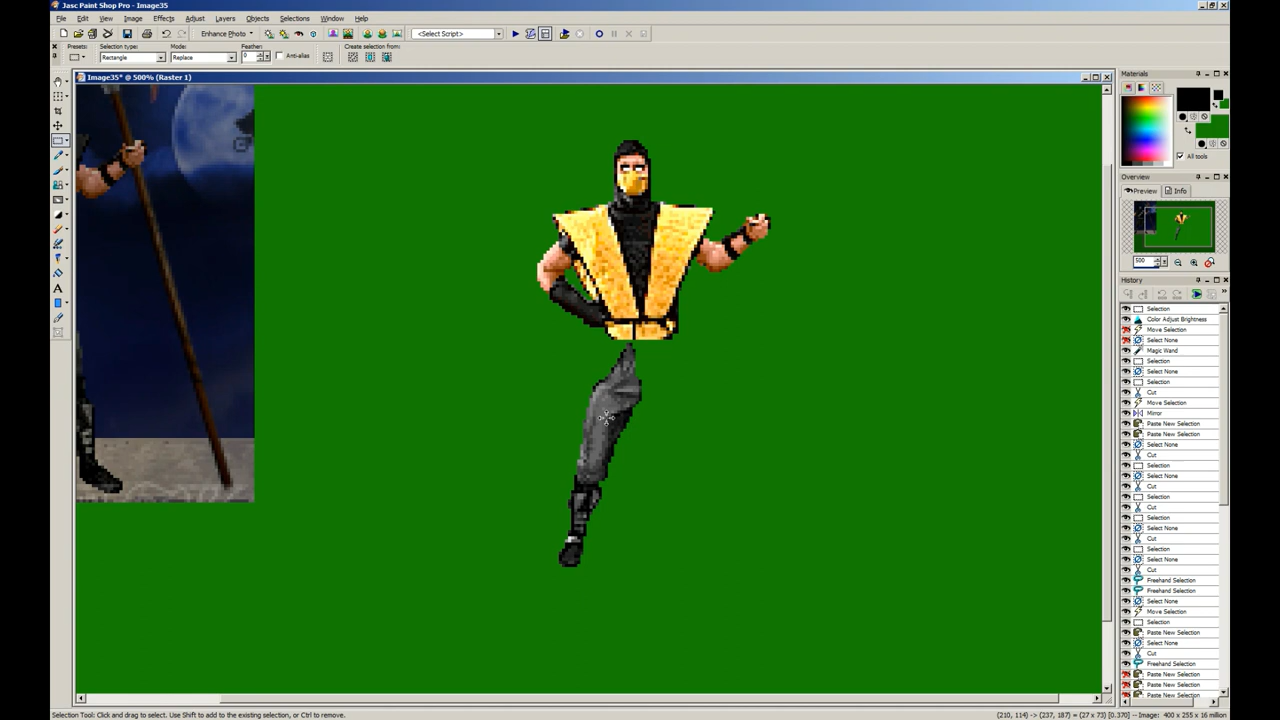 Jasc Paint Shop Pro - Image35
File Edit View Image Effects Adjust Layers Objects Selections Window Help
Enhance Photo <Select Script>
Presets: Selection type: Mode: Feather: Create selection from:
Rectangle Replace 0 Anti-alias
Image35* @ 500% (Raster 1)
Materials
All tools
Overview
Preview Info
500
History
Selection
Color Adjust Brightness
Move Selection
Select None
Magic Wand
Selection
Select None
Selection
Cut
Move Selection
Mirror
Paste New Selection
Paste New Selection
Select None
Cut
Selection
Select None
Cut
Selection
Cut
Selection
Select None
Cut
Selection
Select None
Cut
Freehand Selection
Freehand Selection
Select None
Move Selection
Selection
Paste New Selection
Select None
Cut
Freehand Selection
Paste New Selection
Paste New Selection
Paste New Selection
Selection Tool: Click and drag to select. Use Shift to add to the existing selection, or Ctrl to remove.
(210, 114) -> (237, 187) = (27 x 73) [0.370] -- Image: 400 x 255 x 16 million